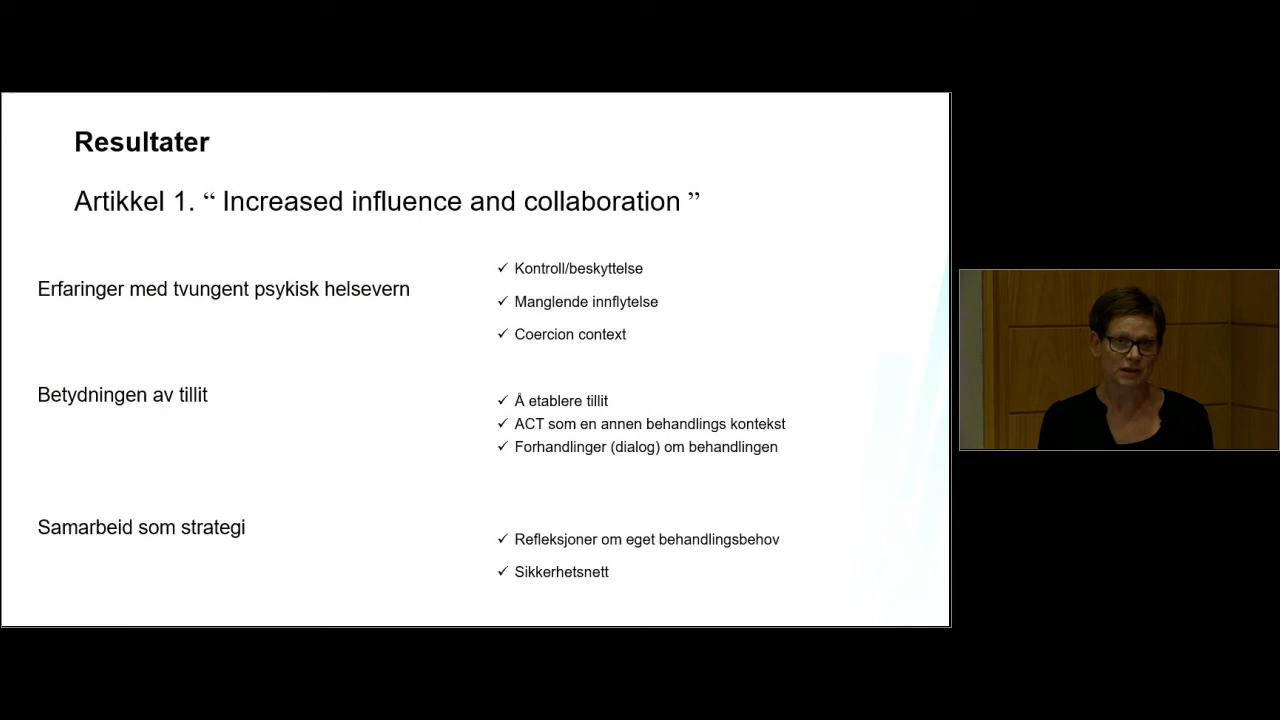 Resultater
Artikkel 1. “ Increased influence and collaboration ”
Erfaringer med tvungent psykisk helsevern
✓ Kontroll/beskyttelse
✓ Manglende innflytelse
✓ Coercion context
Betydningen av tillit
✓ Å etablere tillit
✓ ACT som en annen behandlings kontekst
✓ Forhandlinger (dialog) om behandlingen
Samarbeid som strategi
✓ Refleksjoner om eget behandlingsbehov
✓ Sikkerhetsnett